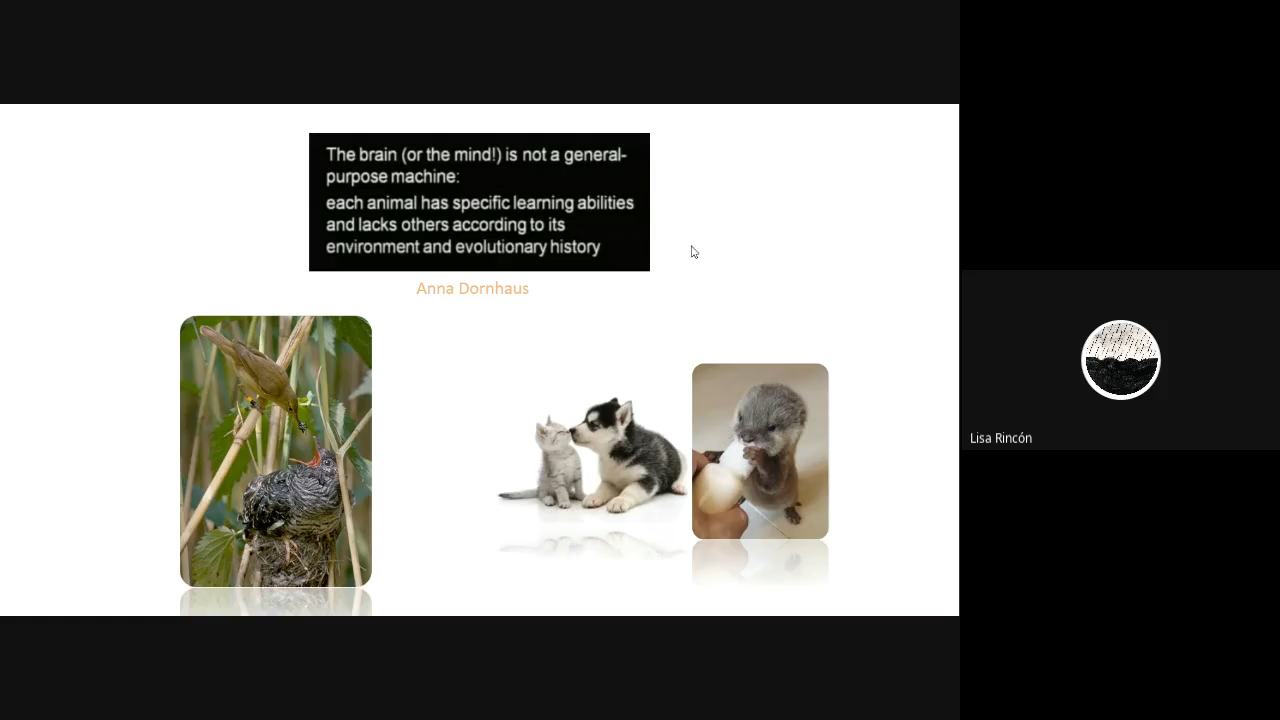 The brain (or the mind!) is not a general-
purpose machine:
each animal has specific learning abilities
and lacks others according to its
environment and evolutionary history
Anna Dornhaus
Lisa Rincón